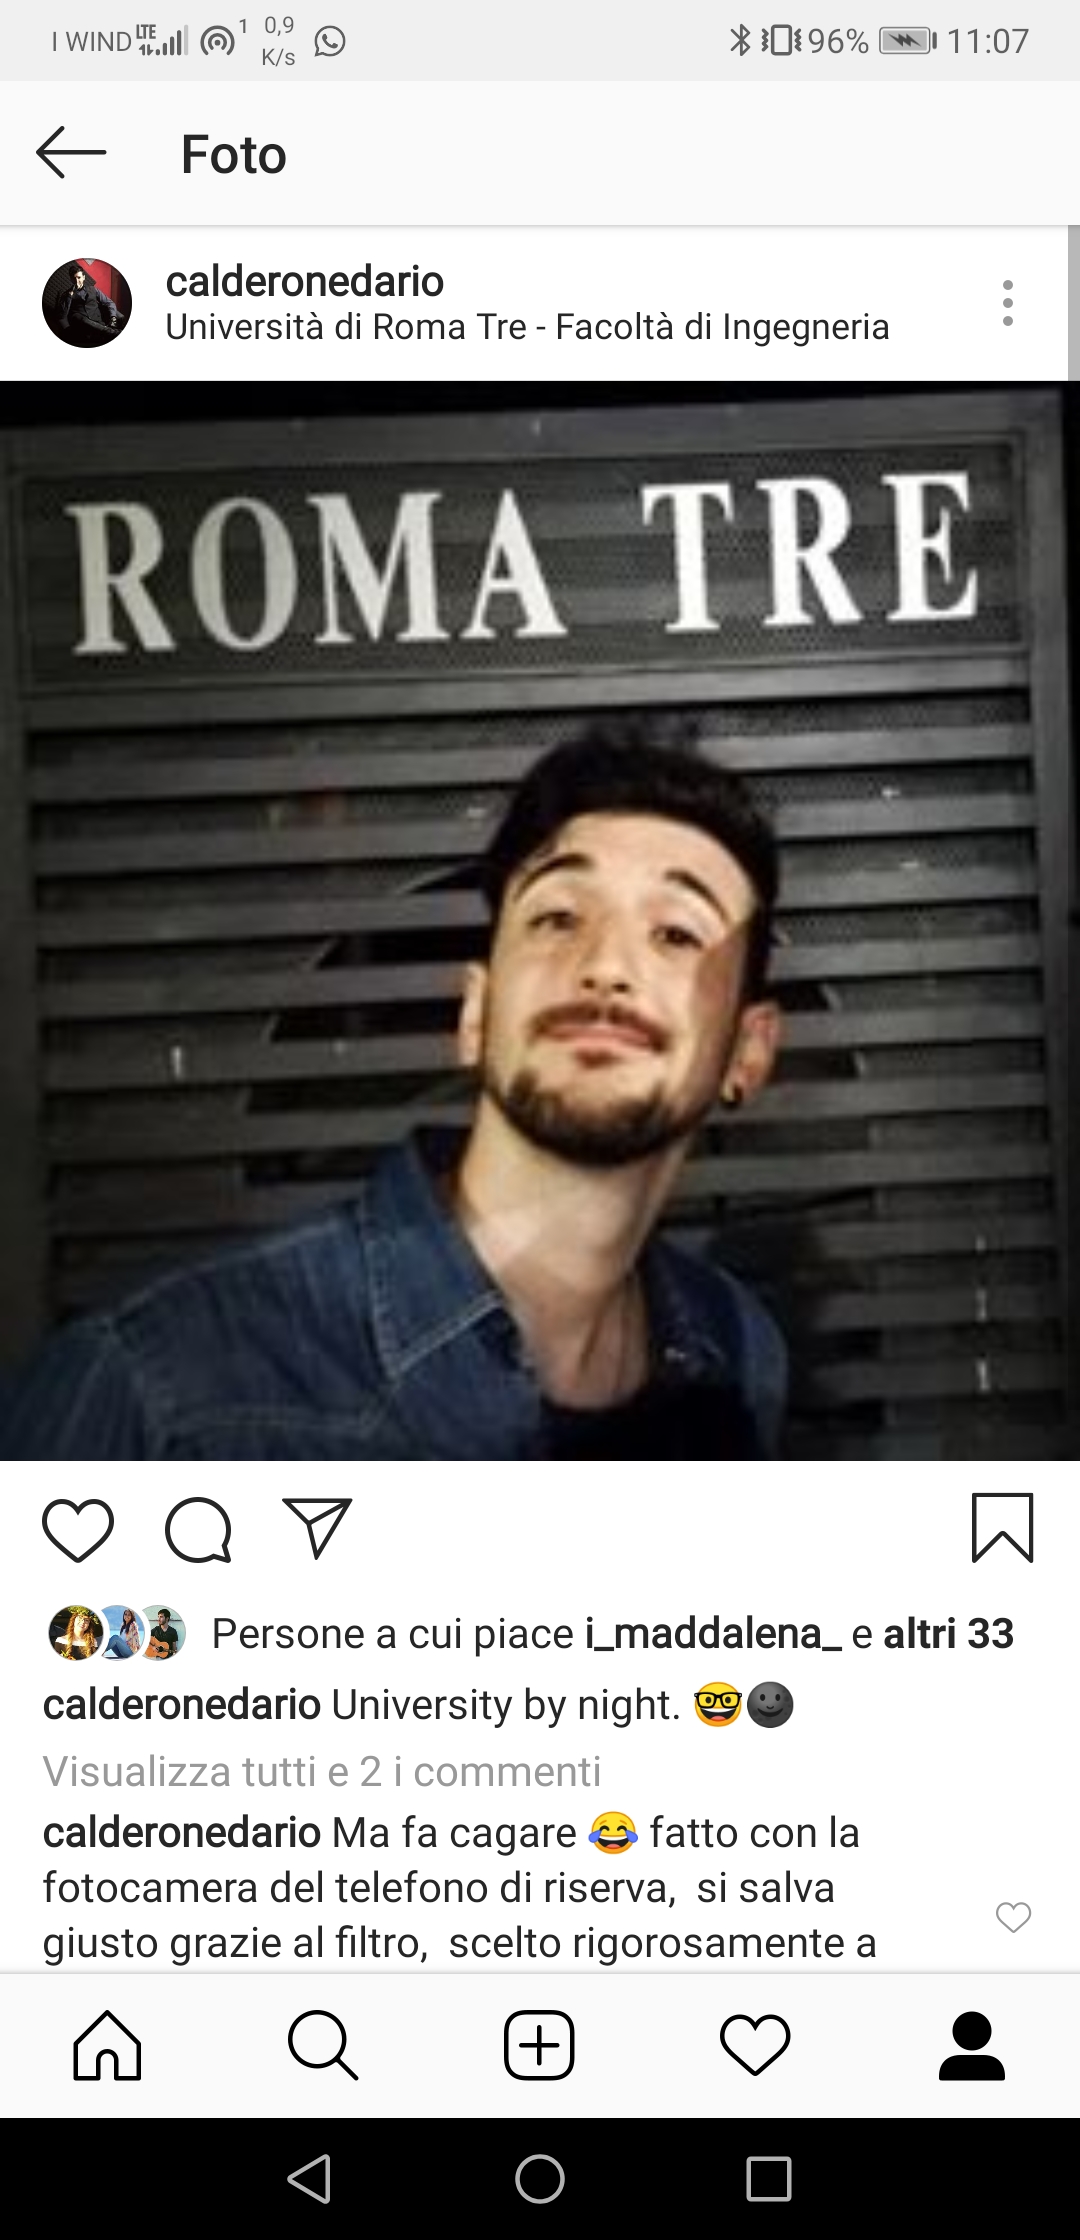 I WIND LTE 1 0,9 K/s 96% 11:07
Foto
calderonedario
Università di Roma Tre - Facoltà di Ingegneria
ROMA TRE
Persone a cui piace i_maddalena_ e altri 33
calderonedario University by night. 🤓🌚
Visualizza tutti e 2 i commenti
calderonedario Ma fa cagare 😂 fatto con la
fotocamera del telefono di riserva, si salva
giusto grazie al filtro, scelto rigorosamente a